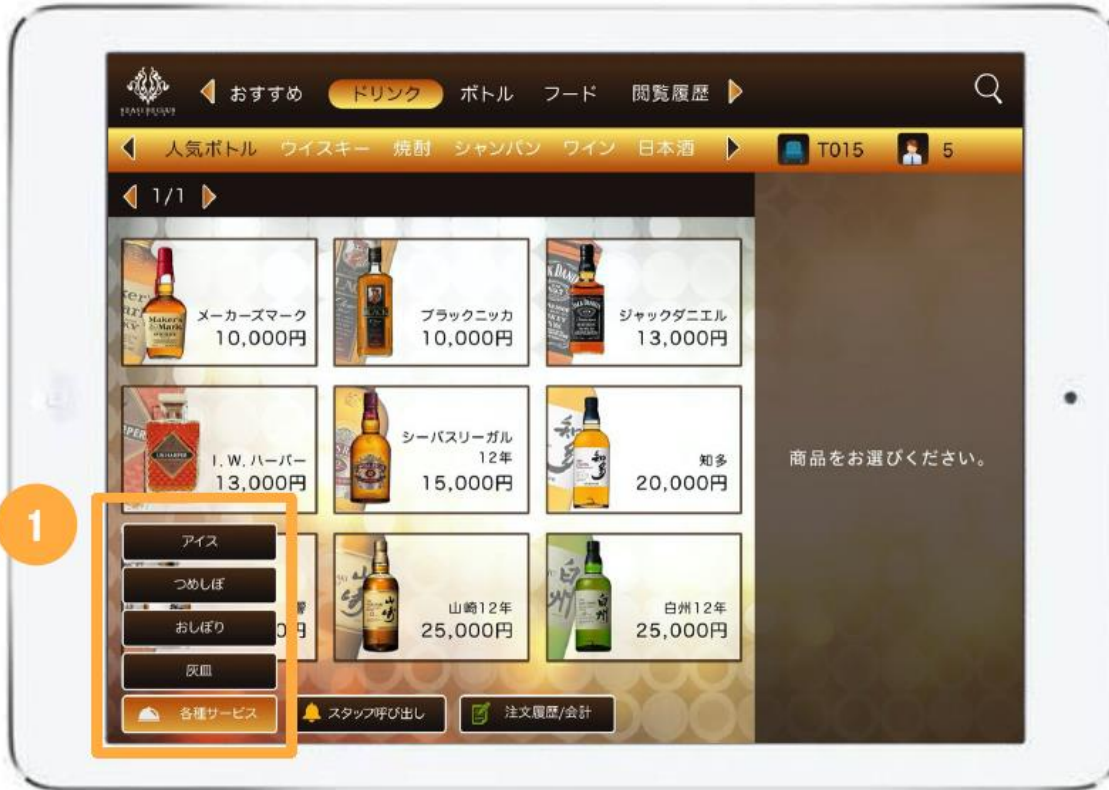 おすすめ ドリンク ボトル フード 閲覧履歴
人気ボトル ウイスキー 焼酎 シャンパン ワイン 日本酒 T015 5
1/1
メーカーズマーク
10,000円
ブラックニッカ
10,000円
ジャックダニエル
13,000円
I.W.ハーパー
13,000円
シーバスリーガル
12年
15,000円
知多
20,000円
商品をお選びください。
1
アイス
つめしぼ
おしぼり
灰皿
響
円
山崎12年
25,000円
白州12年
25,000円
各種サービス スタッフ呼び出し 注文履歴/会計